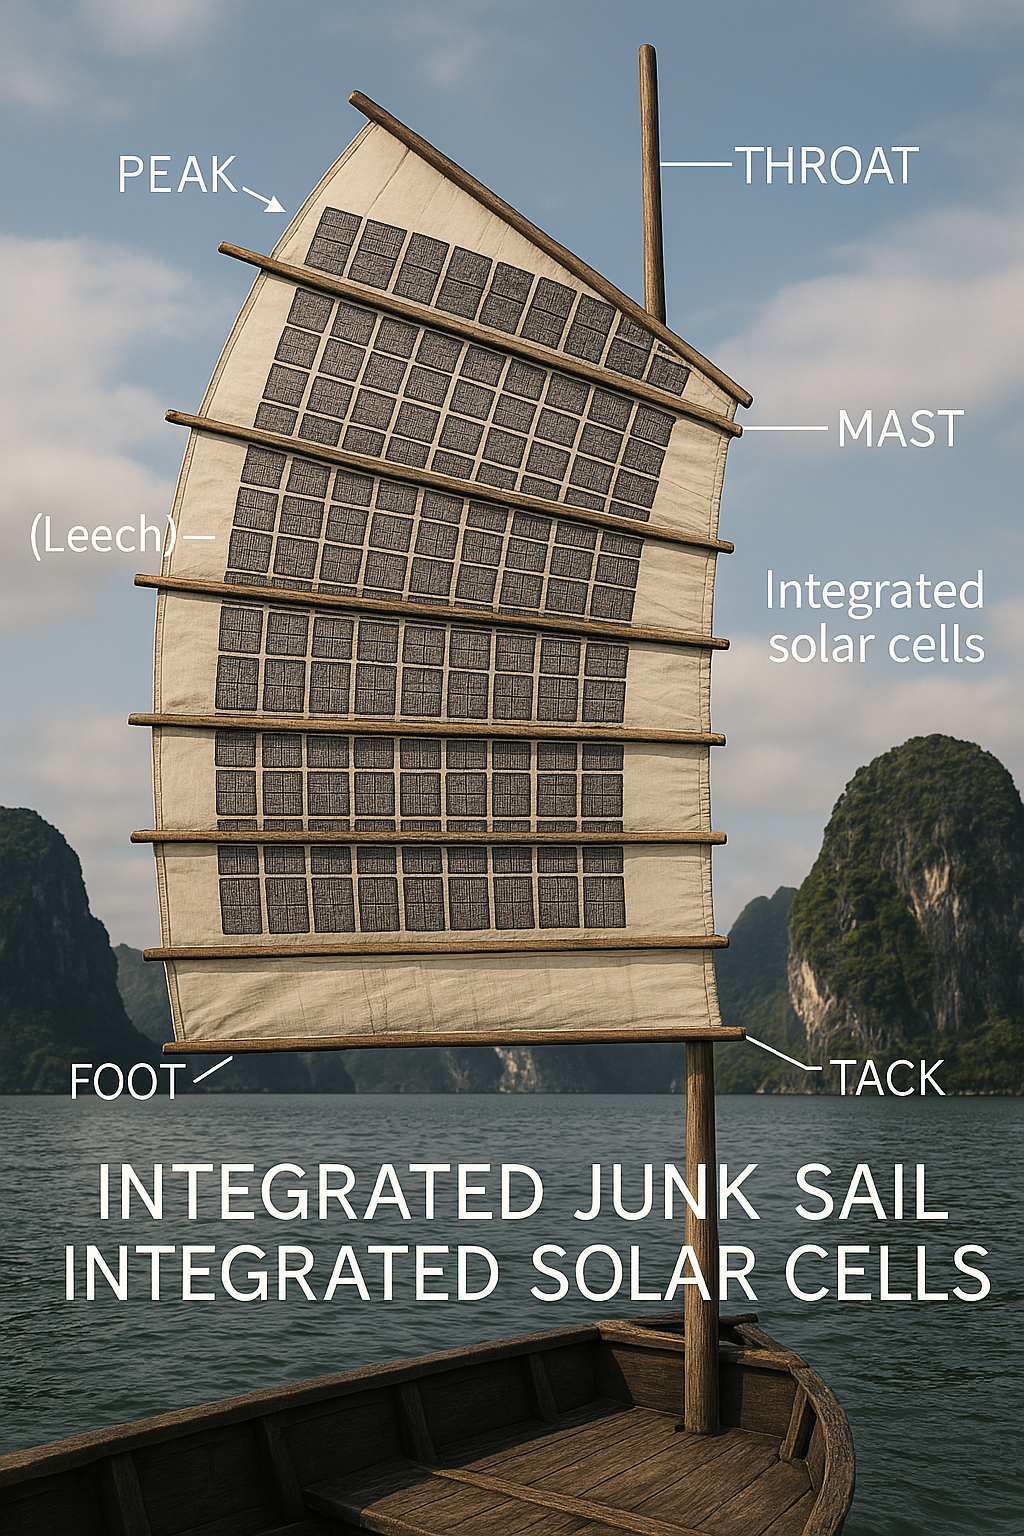 PEAK
THROAT
MAST
(Leech)
Integrated
solar cells
FOOT
TACK
INTEGRATED JUNK SAIL
INTEGRATED SOLAR CELLS